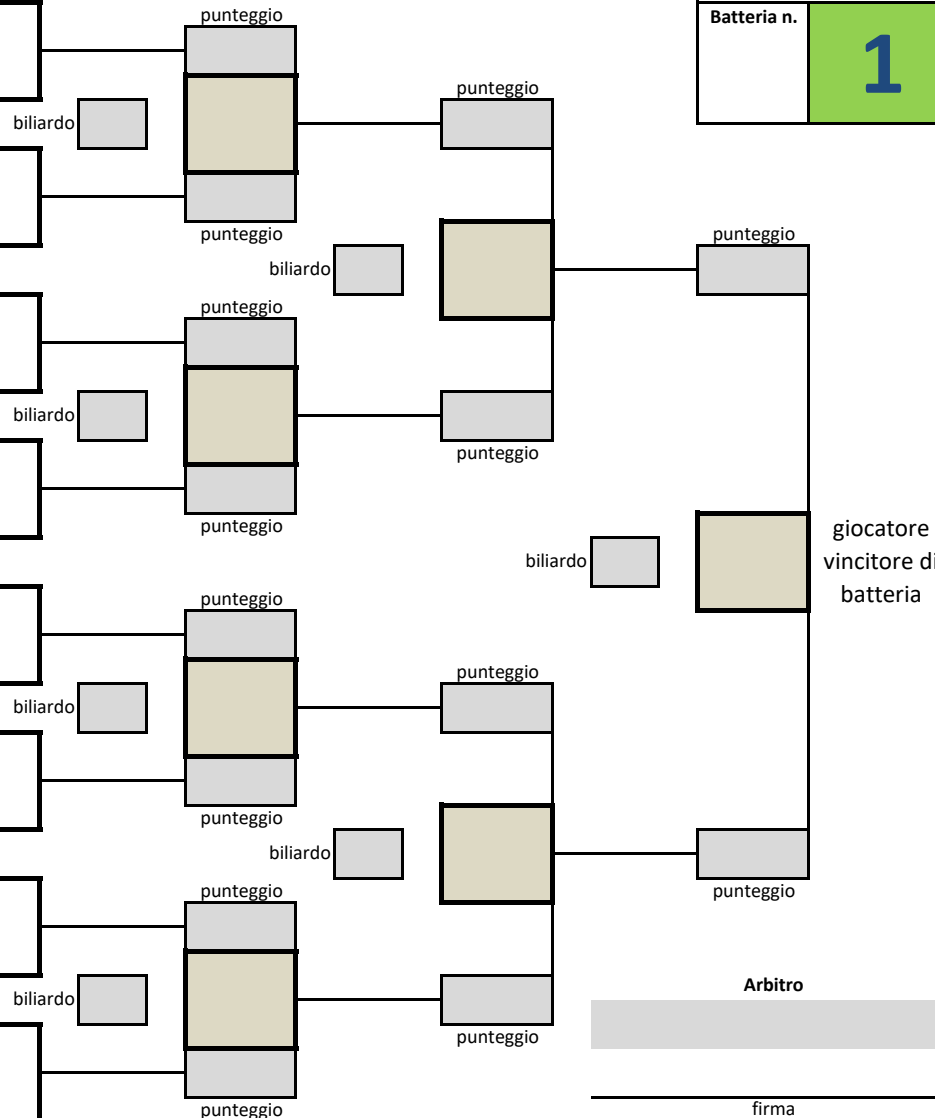 punteggio
Batteria n.
1
punteggio
biliardo
punteggio
punteggio
biliardo
punteggio
biliardo
punteggio
punteggio
giocatore
vincitore di
batteria
biliardo
punteggio
punteggio
biliardo
punteggio
biliardo
punteggio
punteggio
Arbitro
biliardo
punteggio
punteggio
firma